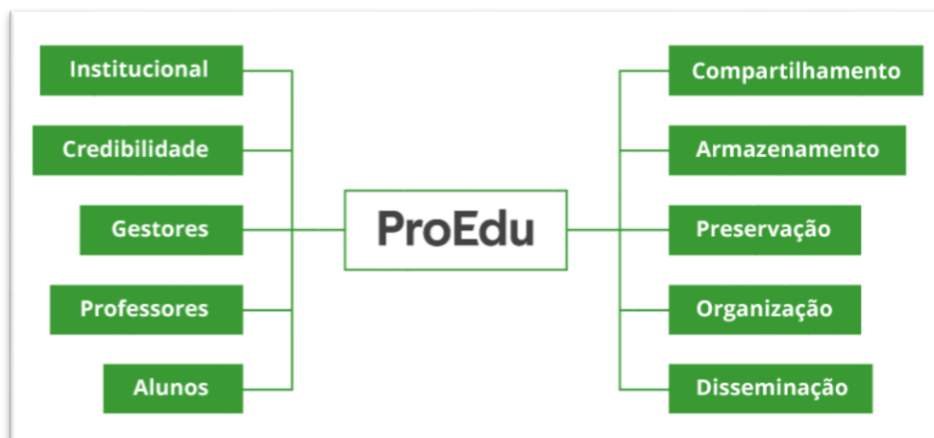 Institucional
Credibilidade
Gestores
Professores
Alunos
ProEdu
Compartilhamento
Armazenamento
Preservação
Organização
Disseminação